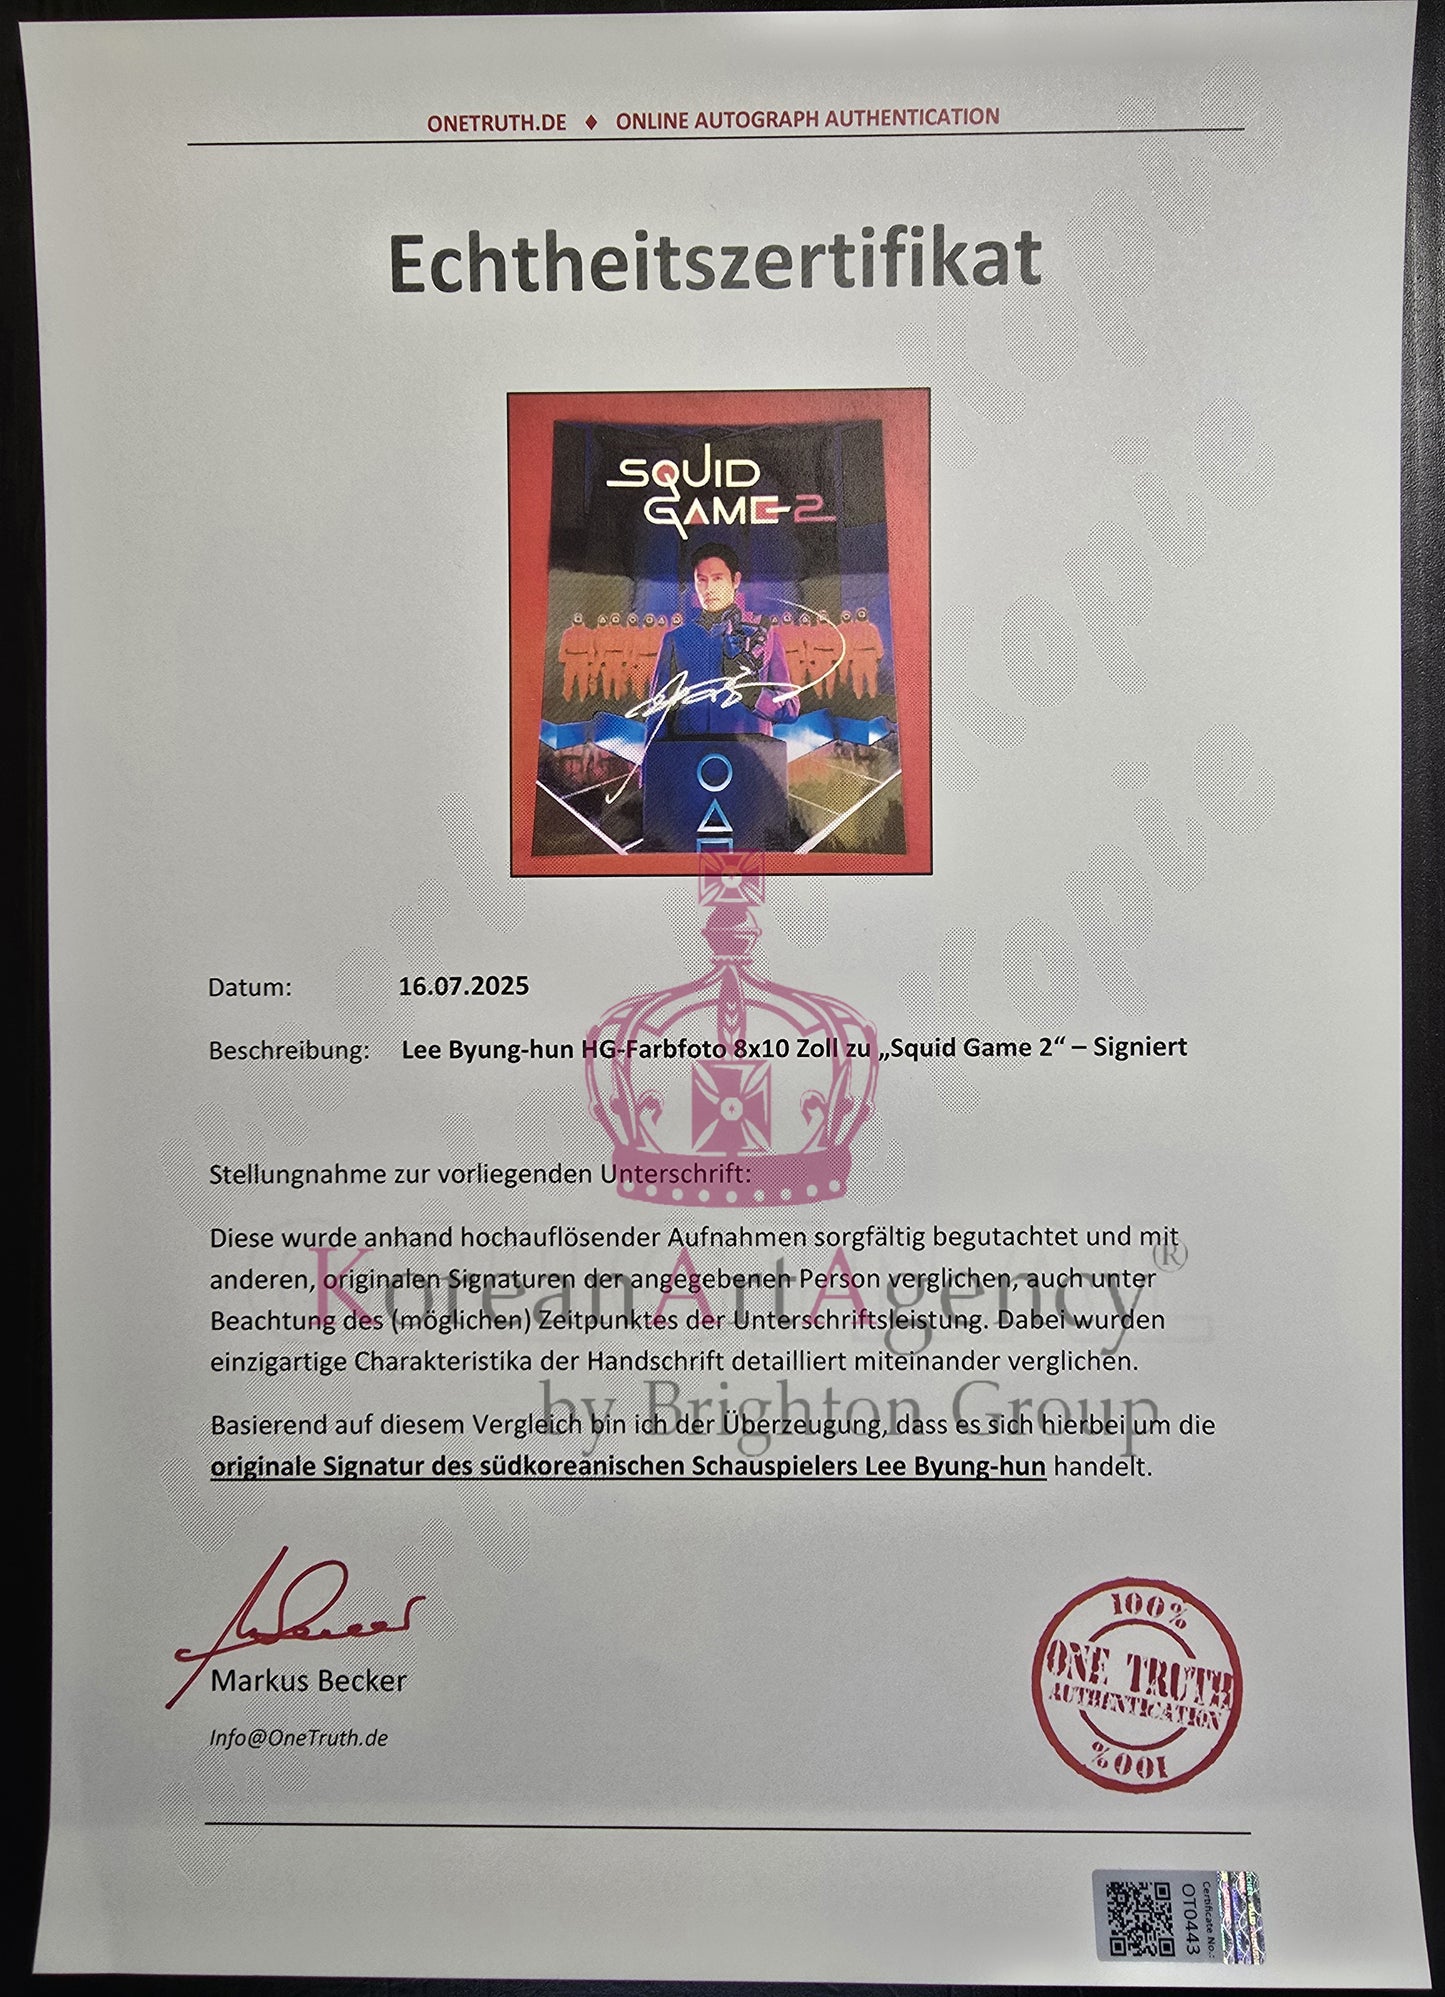 ONETRUTH.DE ♦ ONLINE AUTOGRAPH AUTHENTICATION
Echtheitszertifikat
SQUID
GAME 2
Datum: 16.07.2025
Beschreibung: Lee Byung-hun HG-Farbfoto 8x10 Zoll zu „Squid Game 2“ – Signiert
Stellungnahme zur vorliegenden Unterschrift:
Diese wurde anhand hochauflösender Aufnahmen sorgfältig begutachtet und mit
anderen, originalen Signaturen der angegebenen Person verglichen, auch unter
Beachtung des (möglichen) Zeitpunktes der Unterschriftsleistung. Dabei wurden
einzigartige Charakteristika der Handschrift detailliert miteinander verglichen.
KoreanArtAgency®
by Brighton Group
Basierend auf diesem Vergleich bin ich der Überzeugung, dass es sich hierbei um die
originale Signatur des südkoreanischen Schauspielers Lee Byung-hun handelt.
Markus Becker
Info@OneTruth.de
100%
ONE TRUTH
AUTHENTICATION
100%
Certificate No.:
OT0443
Kopie
Kopie
Kopie